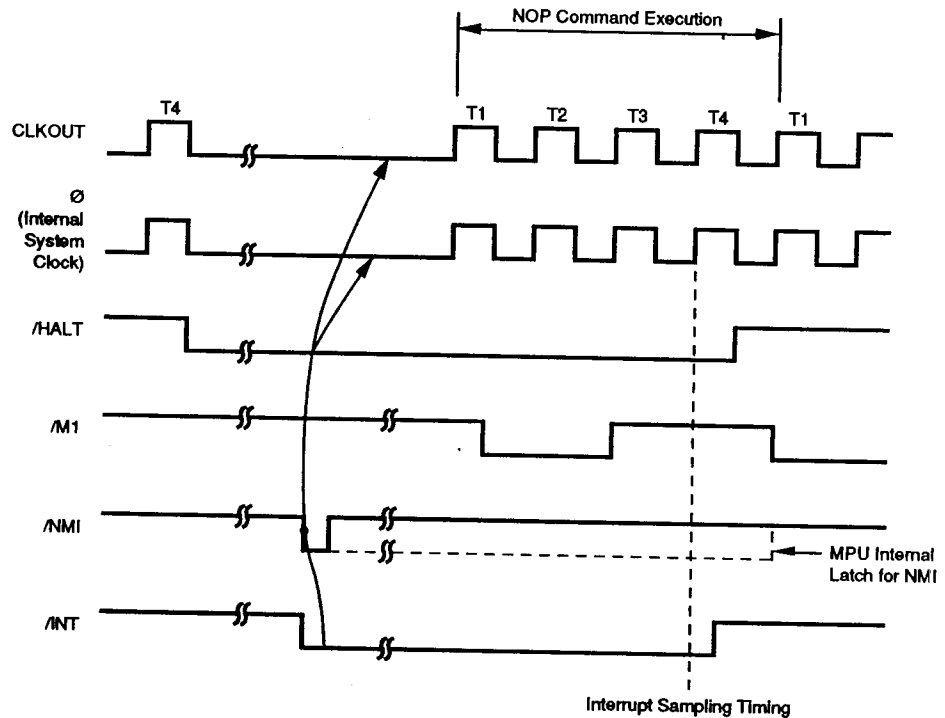 NOP Command Execution
T4
T1
T2
T3
T4
T1
CLKOUT
Ø
(Internal
System
Clock)
/HALT
/M1
/NMI
MPU Internal
Latch for NMI
/INT
Interrupt Sampling Timing